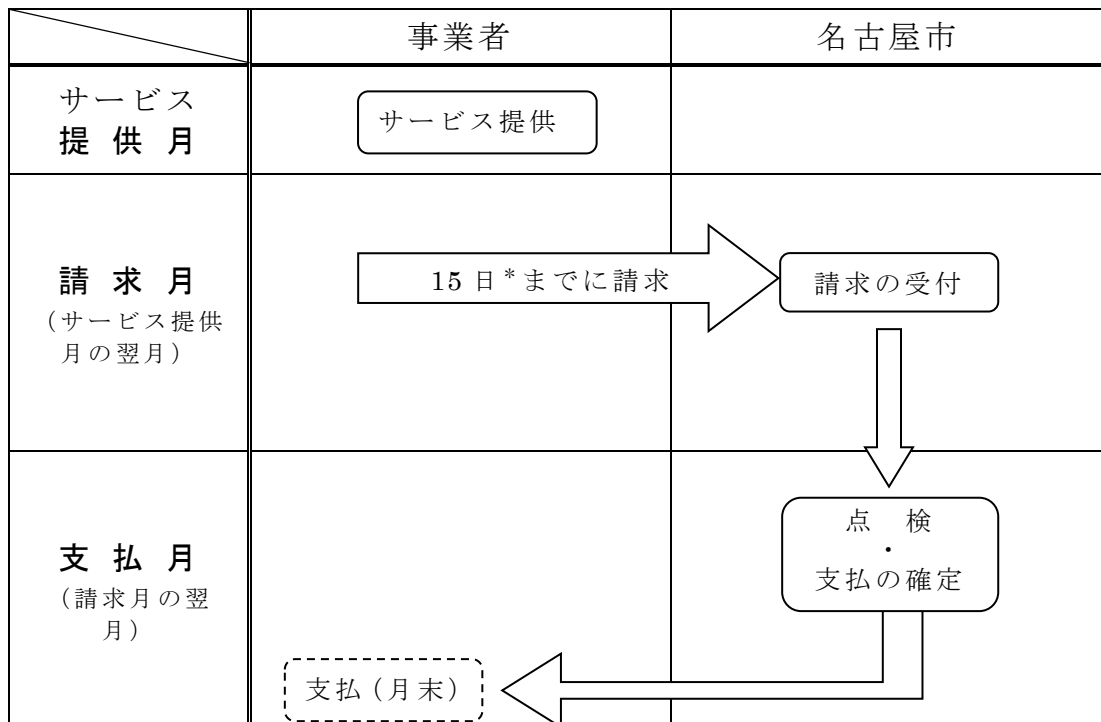 事業者
名古屋市
サービス
提供月
サービス提供
請求月
（サービス提供
月の翌月）
15日*までに請求
請求の受付
支払月
（請求月の翌
月）
点　検
・
支払の確定
支払（月末）